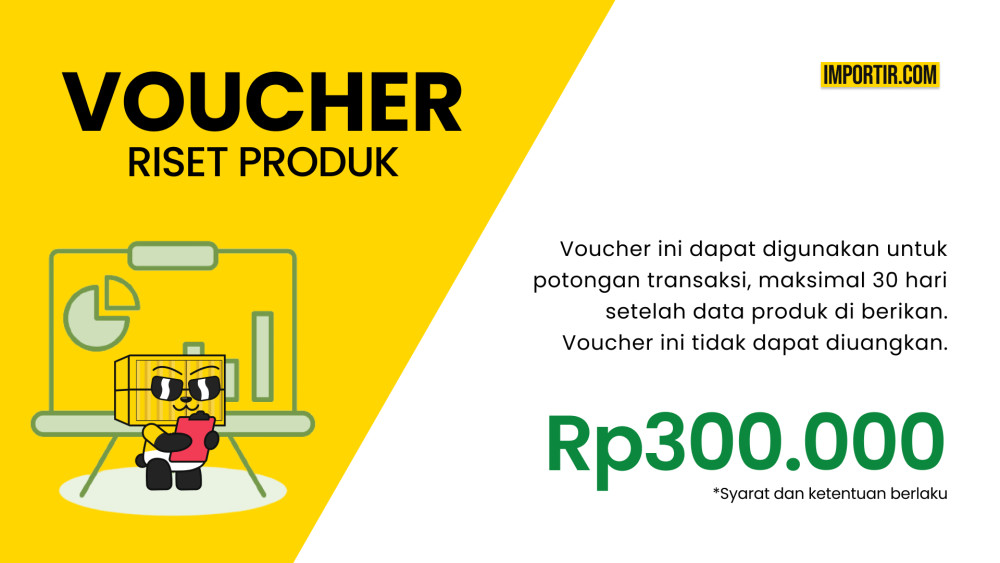 VOUCHER
RISET PRODUK
IMPORTIR.COM
Voucher ini dapat digunakan untuk
potongan transaksi, maksimal 30 hari
setelah data produk di berikan.
Voucher ini tidak dapat diuangkan.
Rp300.000
*Syarat dan ketentuan berlaku